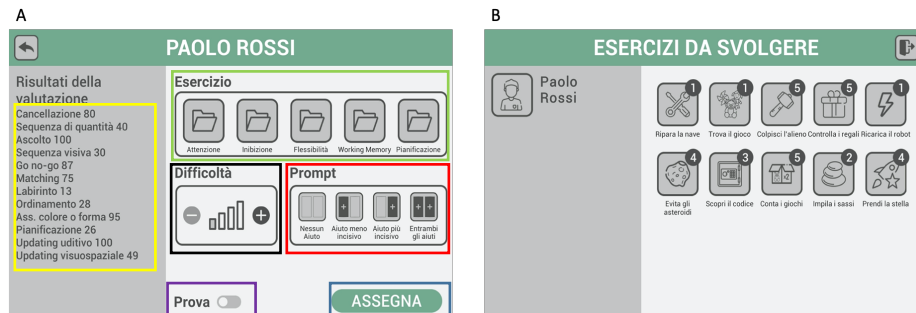 A
PAOLO ROSSI
Risultati della
valutazione
Cancellazione 80
Sequenza di quantità 40
Ascolto 100
Sequenza visiva 30
Go no-go 87
Matching 75
Labirinto 13
Ordinamento 28
Ass. colore o forma 95
Pianificazione 26
Updating uditivo 100
Updating visuospaziale 49
Esercizio
Attenzione Inibizione Flessibilità Working Memory Pianificazione
Difficoltà
Prompt
Nessun Aiuto
Aiuto meno incisivo
Aiuto più incisivo
Entrambi gli aiuti
Prova
ASSEGNA
B
ESERCIZI DA SVOLGERE
Paolo
Rossi
1 1 5 5 1
Ripara la nave Trova il gioco Colpisci l'alieno Controlla i regali Ricarica il robot
4 3 5 2 4
Evita gli asteroidi Scopri il codice Conta i giochi Impila i sassi Prendi la stella